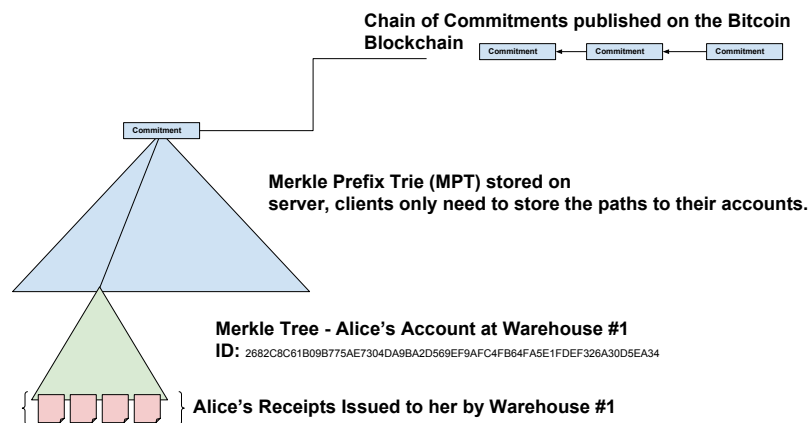 Chain of Commitments published on the Bitcoin
Blockchain
Commitment
Commitment
Commitment
Commitment
Merkle Prefix Trie (MPT) stored on
server, clients only need to store the paths to their accounts.
Merkle Tree - Alice’s Account at Warehouse #1
ID: 2682C8C61B09B775AE7304DA9BA2D569EF9AFC4FB64FA5E1FDEF326A30D5EA34
Alice’s Receipts Issued to her by Warehouse #1